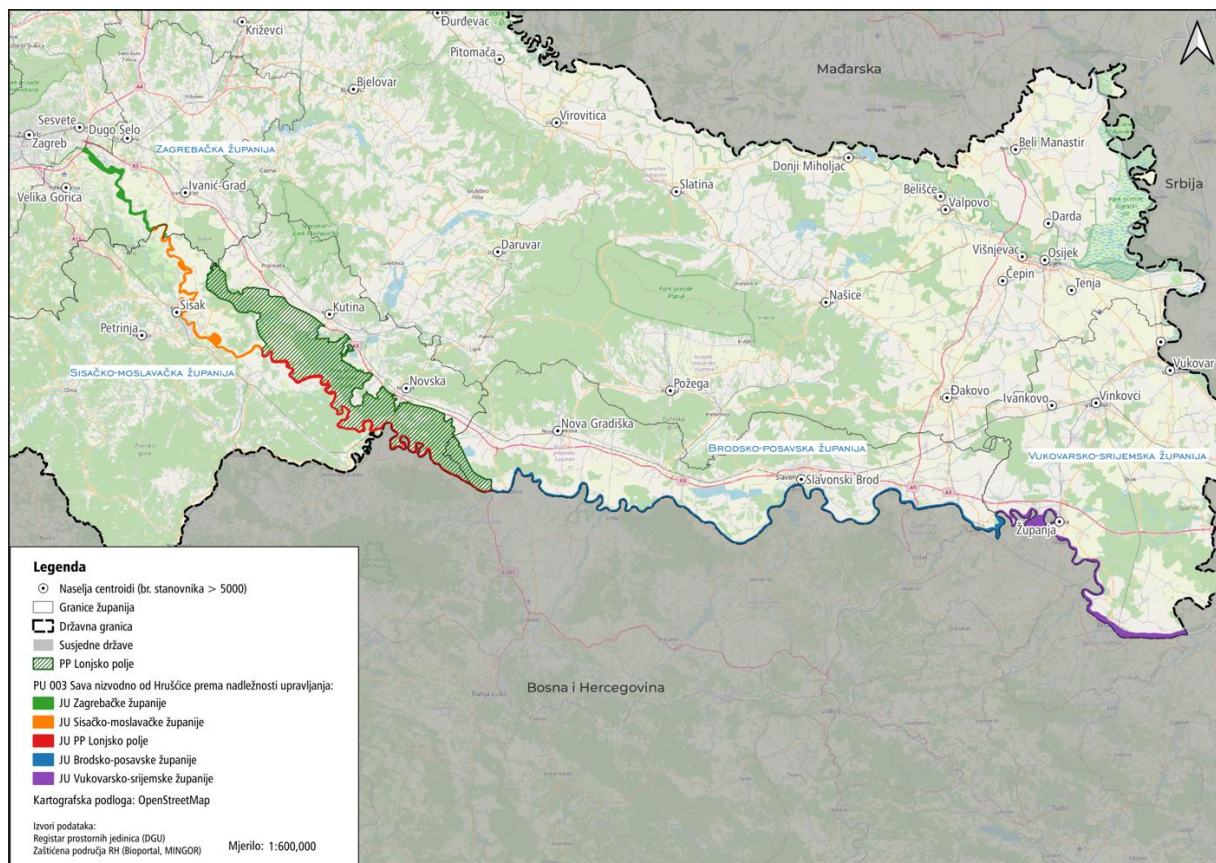 Križevci
Đurđevac
Pitomača
Mađarska
Bjelovar
Sesvete
Dugo Selo
Zagreb
ZAGREBAČKA ŽUPANIJA
Virovitica
Beli Manastir
Donji Miholjac
Srbija
Velika Gorica
Ivanić-Grad
Slatina
Belišće
Valpovo
Darda
Daruvar
Višnjevac
Osijek
Čepin
Tenja
Našice
Sisak
Kutina
Petrinja
SISAČKO-MOSLAVAČKA ŽUPANIJA
Vukovar
Novska
Požega
Đakovo
Ivankovo
Vinkovci
Nova Gradiška
BRODSKO-POSAVSKA ŽUPANIJA
VUKOVARSKO-SRIJEMSKA ŽUPANIJA
Slavonski Brod
Županja
Bosna i Hercegovina
Legenda
Naselja centroidi (br. stanovnika > 5000)
Granice županija
Državna granica
Susjedne države
PP Lonjsko polje
PU 003 Sava nizvodno od Hrušćice prema nadležnosti upravljanja:
JU Zagrebačke županije
JU Sisačko-moslavačke županije
JU PP Lonjsko polje
JU Brodsko-posavske županije
JU Vukovarsko-srijemske županije
Kartografska podloga: OpenStreetMap
Izvori podataka:
Registar prostornih jedinica (DGU)
Zaštićena područja RH (Bioportal, MINGOR)
Mjerilo: 1:600,000